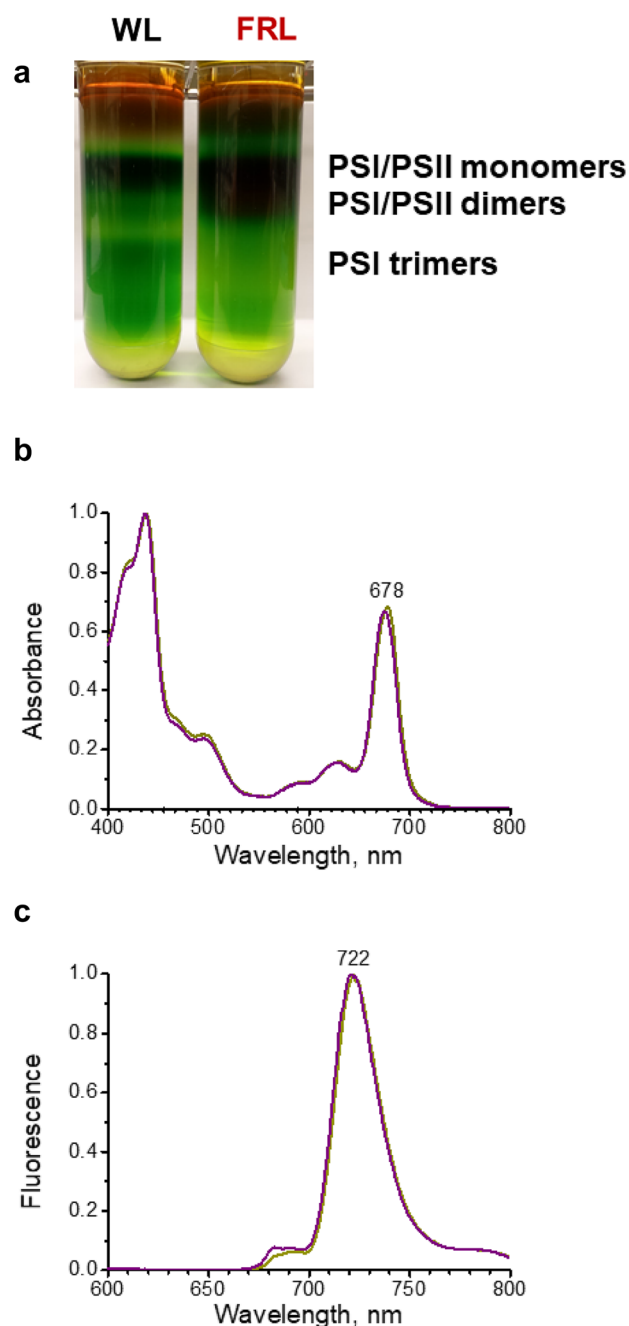 WL FRL
a
PSI/PSII monomers
PSI/PSII dimers
PSI trimers
b
1.0
0.8
0.6
0.4
0.2
0.0
Absorbance
678
400 500 600 700 800
Wavelength, nm
c
1.0
0.8
0.6
0.4
0.2
0.0
Fluorescence
722
600 650 700 750 800
Wavelength, nm